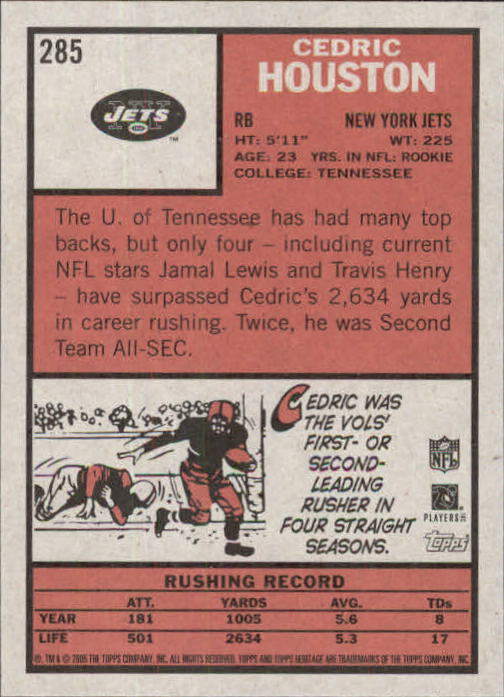 285
CEDRIC
HOUSTON
NY
JETS
TM
RB NEW YORK JETS
HT: 5'11" WT: 225
AGE: 23 YRS. IN NFL: ROOKIE
COLLEGE: TENNESSEE
The U. of Tennessee has had many top
backs, but only four – including current
NFL stars Jamal Lewis and Travis Henry
– have surpassed Cedric's 2,634 yards
in career rushing. Twice, he was Second
Team All-SEC.
CEDRIC WAS
THE VOLS'
FIRST- OR
SECOND-
LEADING
RUSHER IN
FOUR STRAIGHT
SEASONS.
NFL
PLAYERS
Topps
RUSHING RECORD
ATT. YARDS AVG. TDs
YEAR 181 1005 5.6 8
LIFE 501 2634 5.3 17
®, TM & © 2005 THE TOPPS COMPANY, INC. ALL RIGHTS RESERVED. TOPPS AND TOPPS HERITAGE ARE TRADEMARKS OF THE TOPPS COMPANY, INC.